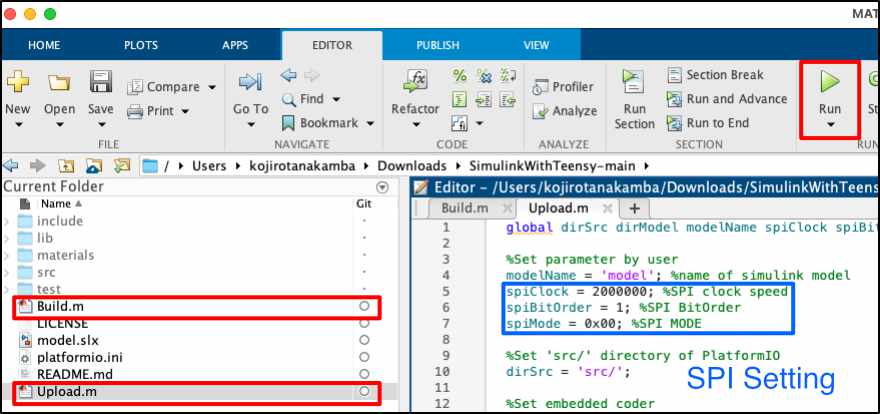 MAT
HOME PLOTS APPS EDITOR PUBLISH VIEW
New Open Save Compare Print
FILE
Go To Find Bookmark
NAVIGATE
Refactor
CODE
Profiler
Analyze
ANALYZE
Run Section
Section Break
Run and Advance
Run to End
SECTION
Run
St
RUN
/ Users kojirotanakamba Downloads SimulinkWithTeensy-main
Current Folder
Name Git
include
lib
materials
src
test
Build.m
LICENSE
model.slx
platformio.ini
README.md
Upload.m
Editor – /Users/kojirotanakamba/Downloads/SimulinkWithTeensy
Build.m Upload.m
1 global dirSrc dirModel modelName spiClock spiBit
2
3 %Set parameter by user
4 modelName = 'model'; %name of simulink model
5 spiClock = 2000000; %SPI clock speed
6 spiBitOrder = 1; %SPI BitOrder
7 spiMode = 0x00; %SPI MODE
8
9 %Set 'src/' directory of PlatformIO
10 dirSrc = 'src/';
11
12 %Set embedded coder
SPI Setting